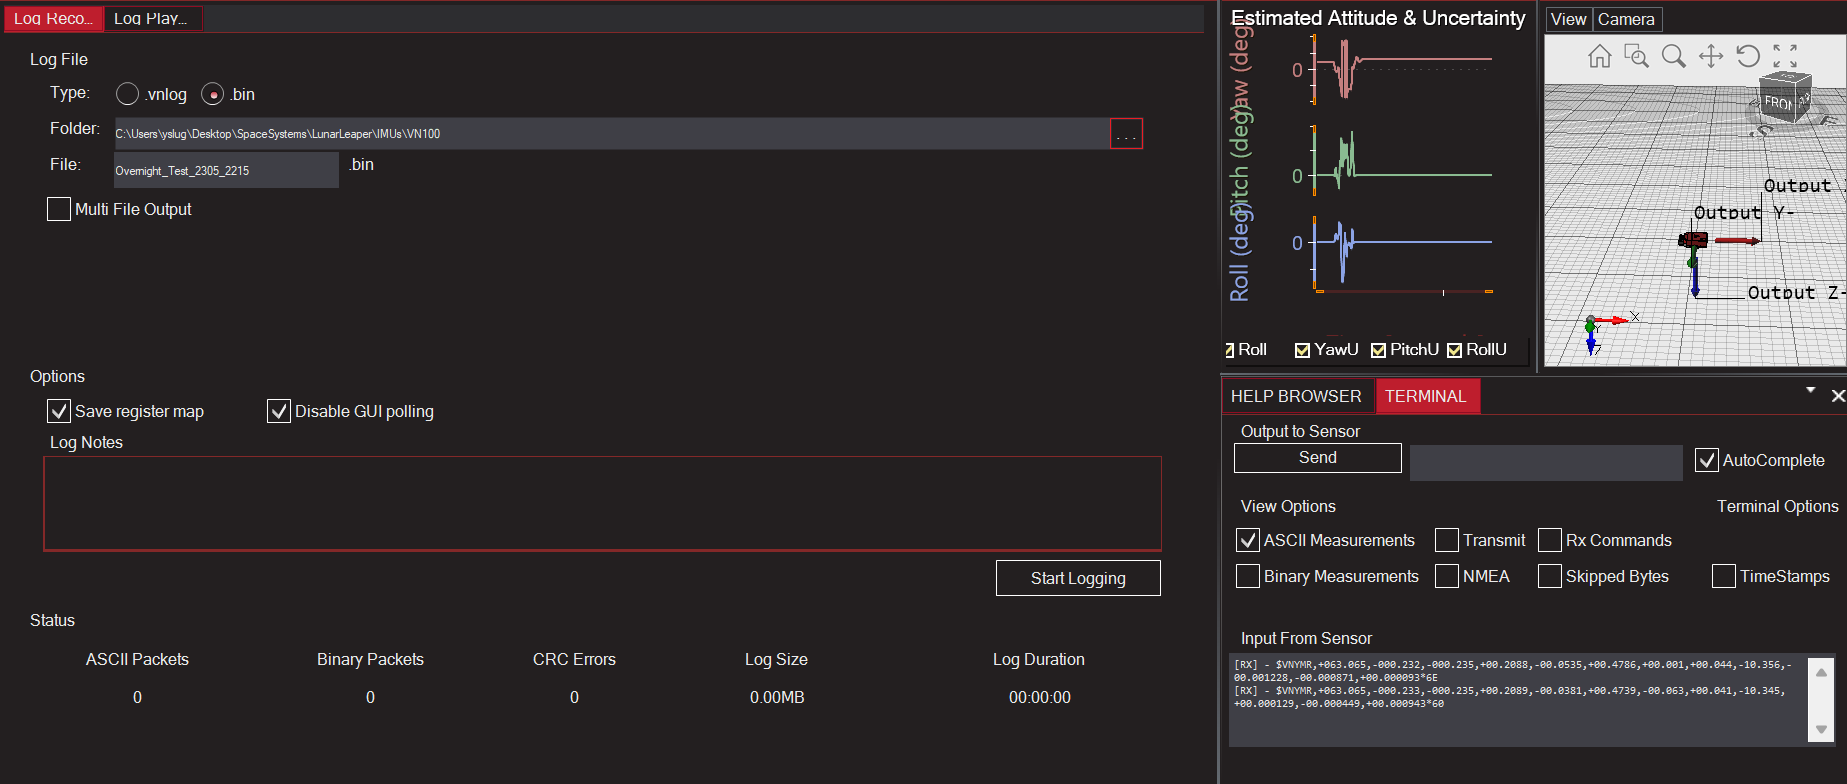 Log Reco...
Log Play...
Log File
Type:
.vnlog
.bin
Folder:
C:\Users\yslug\Desktop\SpaceSystems\LunarLeaper\IMUs\VN100
...
File:
Overnight_Test_2305_2215
.bin
Multi File Output
Options
Save register map
Disable GUI polling
Log Notes
Start Logging
Status
ASCII Packets
Binary Packets
CRC Errors
Log Size
Log Duration
0
0
0
0.00MB
00:00:00
Estimated Attitude & Uncertainty
Yaw (deg)
0
Pitch (deg)
0
Roll (deg)
0
Roll
YawU
PitchU
RollU
View
Camera
FRON
S
E
Output
Output Y-
Output Z-
X
Y
HELP BROWSER
TERMINAL
Output to Sensor
Send
AutoComplete
View Options
Terminal Options
ASCII Measurements
Transmit
Rx Commands
Binary Measurements
NMEA
Skipped Bytes
TimeStamps
Input From Sensor
[RX] - $VNYMR,+063.065,-000.232,-000.235,+00.2088,-00.0535,+00.4786,+00.001,+00.044,-10.356,-
00.001228,-00.000871,+00.000093*6E
[RX] - $VNYMR,+063.065,-000.233,-000.235,+00.2089,-00.0381,+00.4739,-00.063,+00.041,-10.345,
+00.000129,-00.000449,+00.000943*60